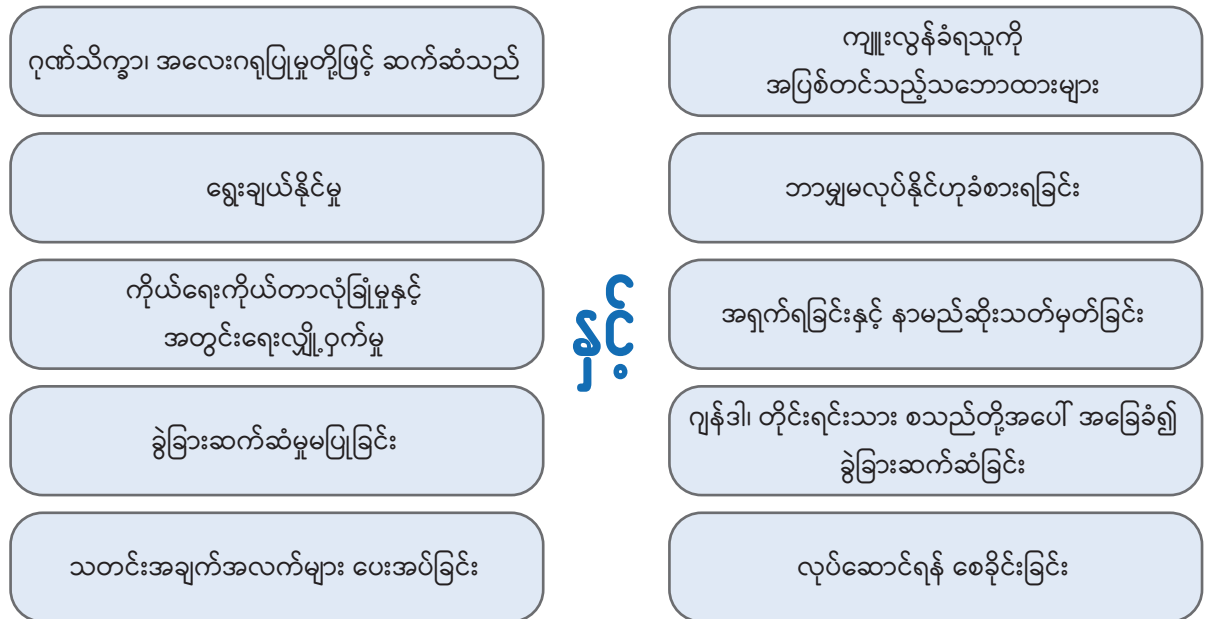 ဂုဏ်သိက္ခာ၊ အလေးဂရုပြုမှုတို့ဖြင့် ဆက်ဆံသည်
ရွေးချယ်နိုင်မှု
ကိုယ်ရေးကိုယ်တာလုံခြုံမှုနှင့်
အတွင်းရေးလျှို့ဝှက်မှု
ခွဲခြားဆက်ဆံမှုမပြုခြင်း
သတင်းအချက်အလက်များ ပေးအပ်ခြင်း
နှင့်
ကျူးလွန်ခံရသူကို
အပြစ်တင်သည့်သဘောထားများ
ဘာမျှမလုပ်နိုင်ဟုခံစားရခြင်း
အရှက်ရခြင်းနှင့် နာမည်ဆိုးသတ်မှတ်ခြင်း
ဂျန်ဒါ၊ တိုင်းရင်းသား စသည်တို့အပေါ် အခြေခံ၍
ခွဲခြားဆက်ဆံခြင်း
လုပ်ဆောင်ရန် စေခိုင်းခြင်း